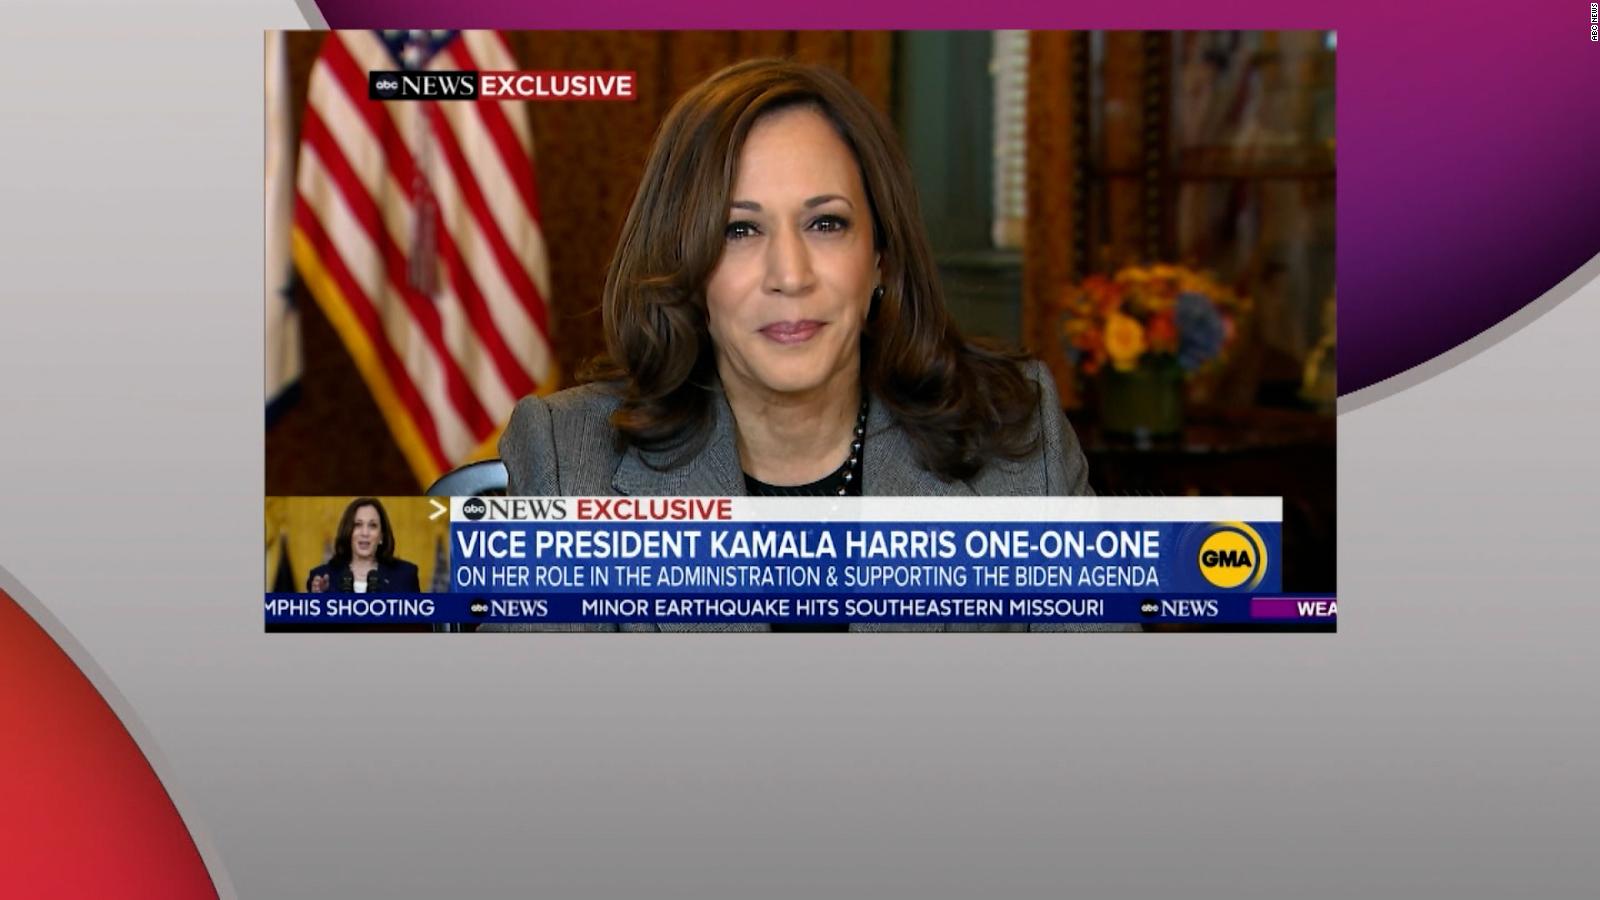 ABC NEWS
abc NEWS EXCLUSIVE
abc NEWS EXCLUSIVE
VICE PRESIDENT KAMALA HARRIS ONE-ON-ONE
ON HER ROLE IN THE ADMINISTRATION & SUPPORTING THE BIDEN AGENDA
GMA
MPHIS SHOOTING abc NEWS MINOR EARTHQUAKE HITS SOUTHEASTERN MISSOURI abc NEWS WEA